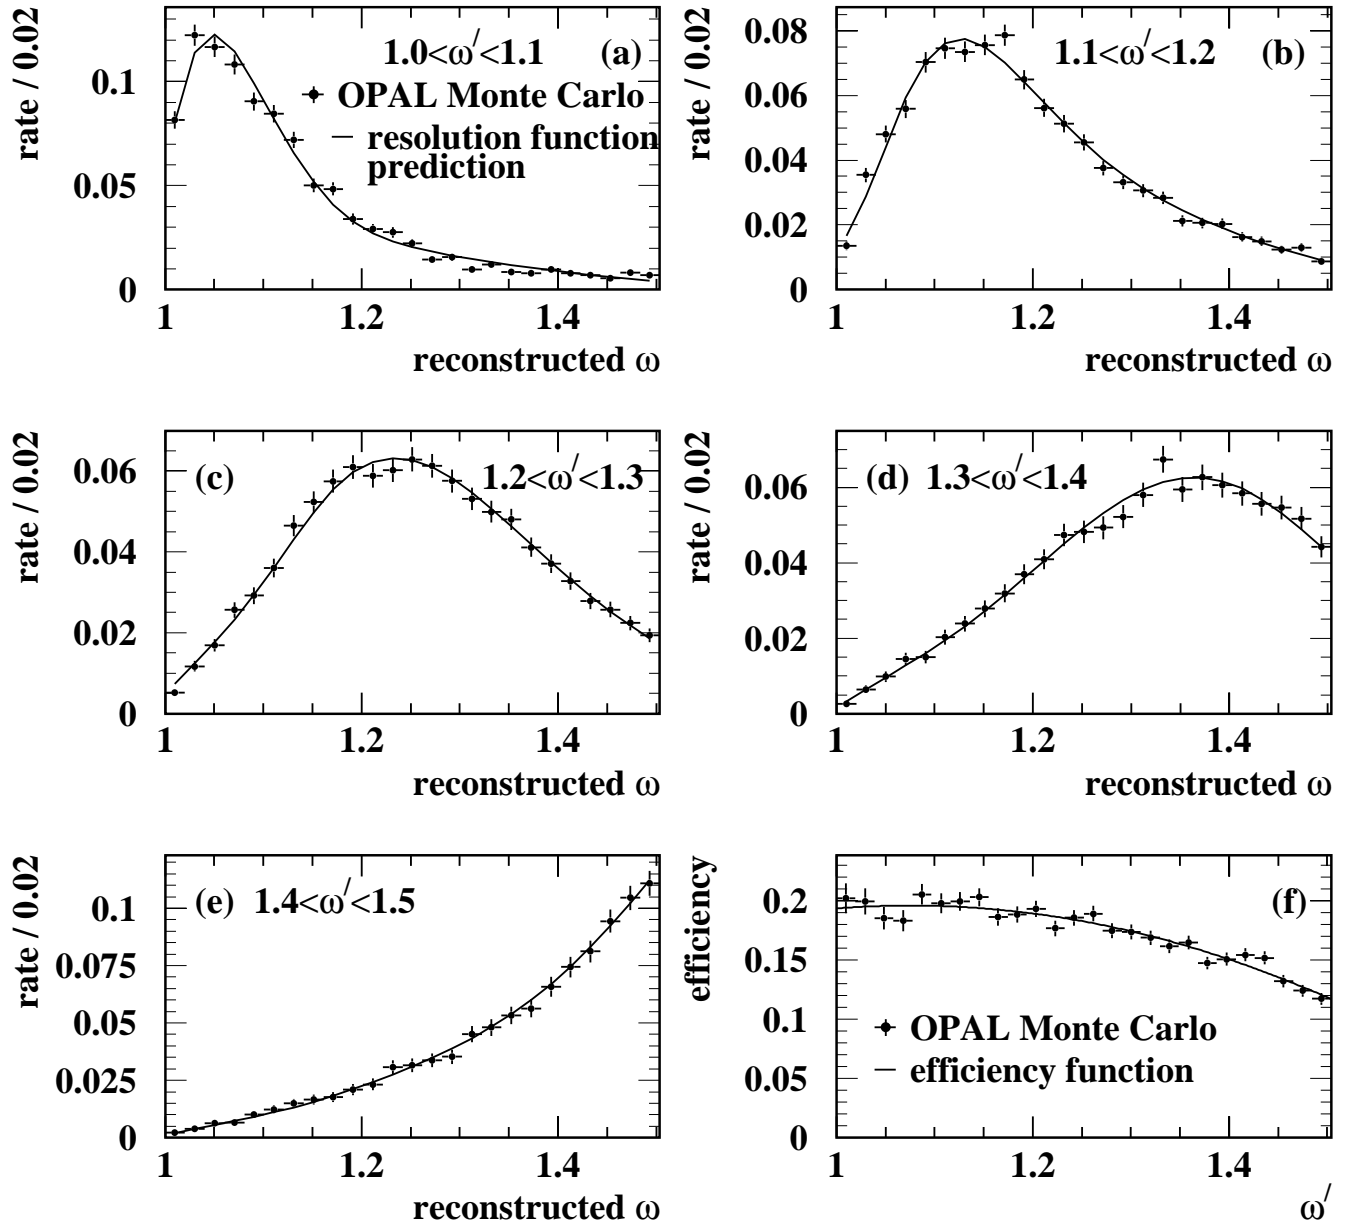 rate / 0.02
0.1
0.05
0
1.0<ω′<1.1
(a)
OPAL Monte Carlo
resolution function
prediction
1
1.2
1.4
reconstructed ω
rate / 0.02
0.08
0.06
0.04
0.02
0
1.1<ω′<1.2
(b)
1
1.2
1.4
reconstructed ω
rate / 0.02
0.06
0.04
0.02
0
(c)
1.2<ω′<1.3
1
1.2
1.4
reconstructed ω
rate / 0.02
0.06
0.04
0.02
0
(d) 1.3<ω′<1.4
1
1.2
1.4
reconstructed ω
rate / 0.02
0.1
0.075
0.05
0.025
0
(e) 1.4<ω′<1.5
1
1.2
1.4
reconstructed ω
efficiency
0.2
0.15
0.1
0.05
0
(f)
OPAL Monte Carlo
efficiency function
1
1.2
1.4
ω′